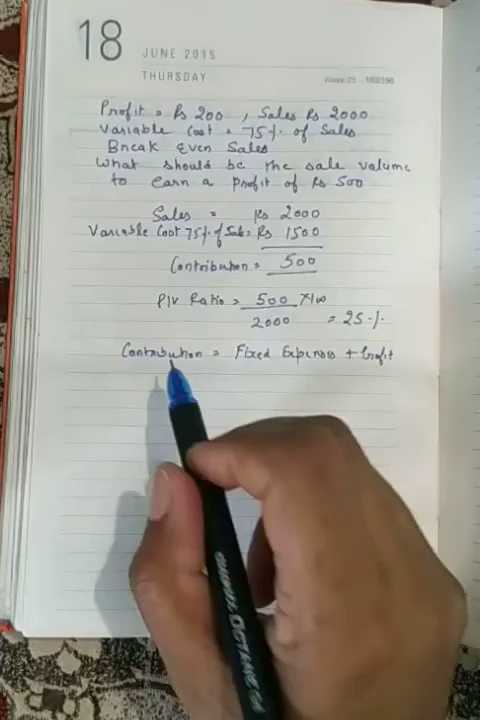 18
JUNE 2015
THURSDAY
Profit = Rs 200 , Sales Rs 2000
Variable Cost = 75% of Sales
Break Even Sales
What should be the sale volume
to earn a profit of Rs 500
Sales = Rs 2000
Variable Cost 75% of Sales = Rs 1500
Contribution = 500
P/V Ratio = 500 X100
2000 = 25%
Contribution = Fixed Expenses + Profit